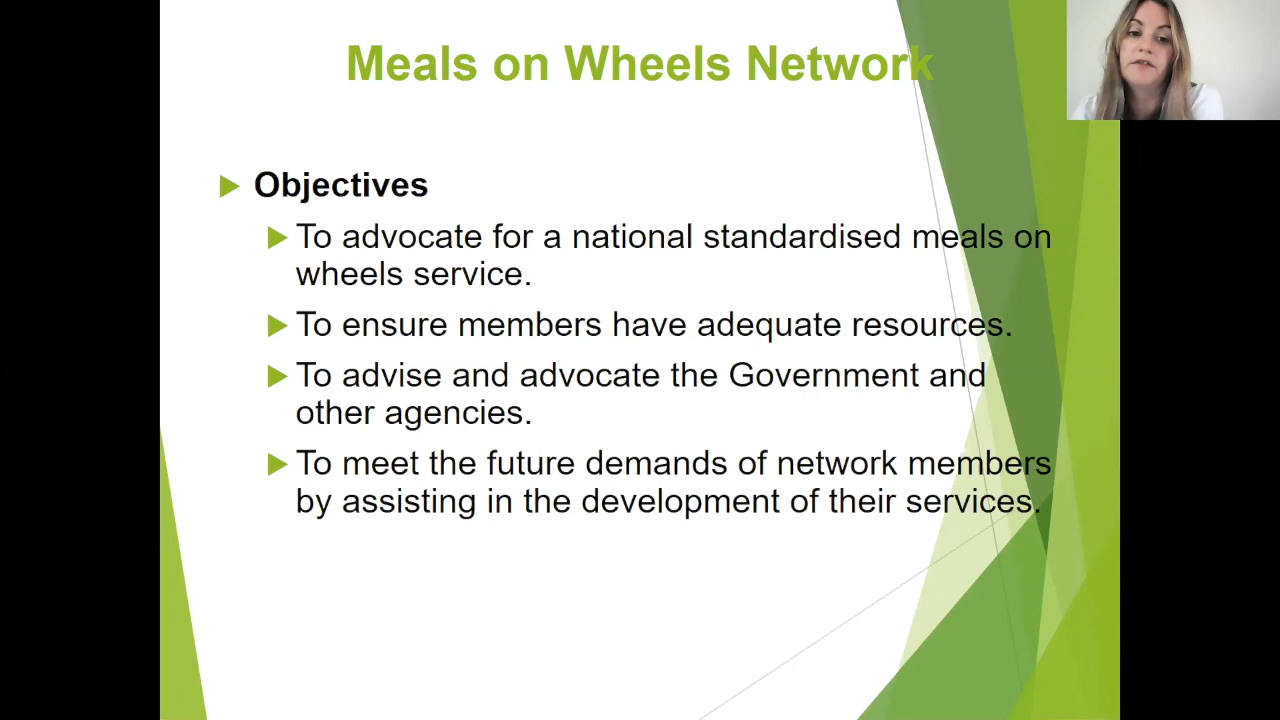 Meals on Wheels Network
Objectives
To advocate for a national standardised meals on
wheels service.
To ensure members have adequate resources.
To advise and advocate the Government and
other agencies.
To meet the future demands of network members
by assisting in the development of their services.